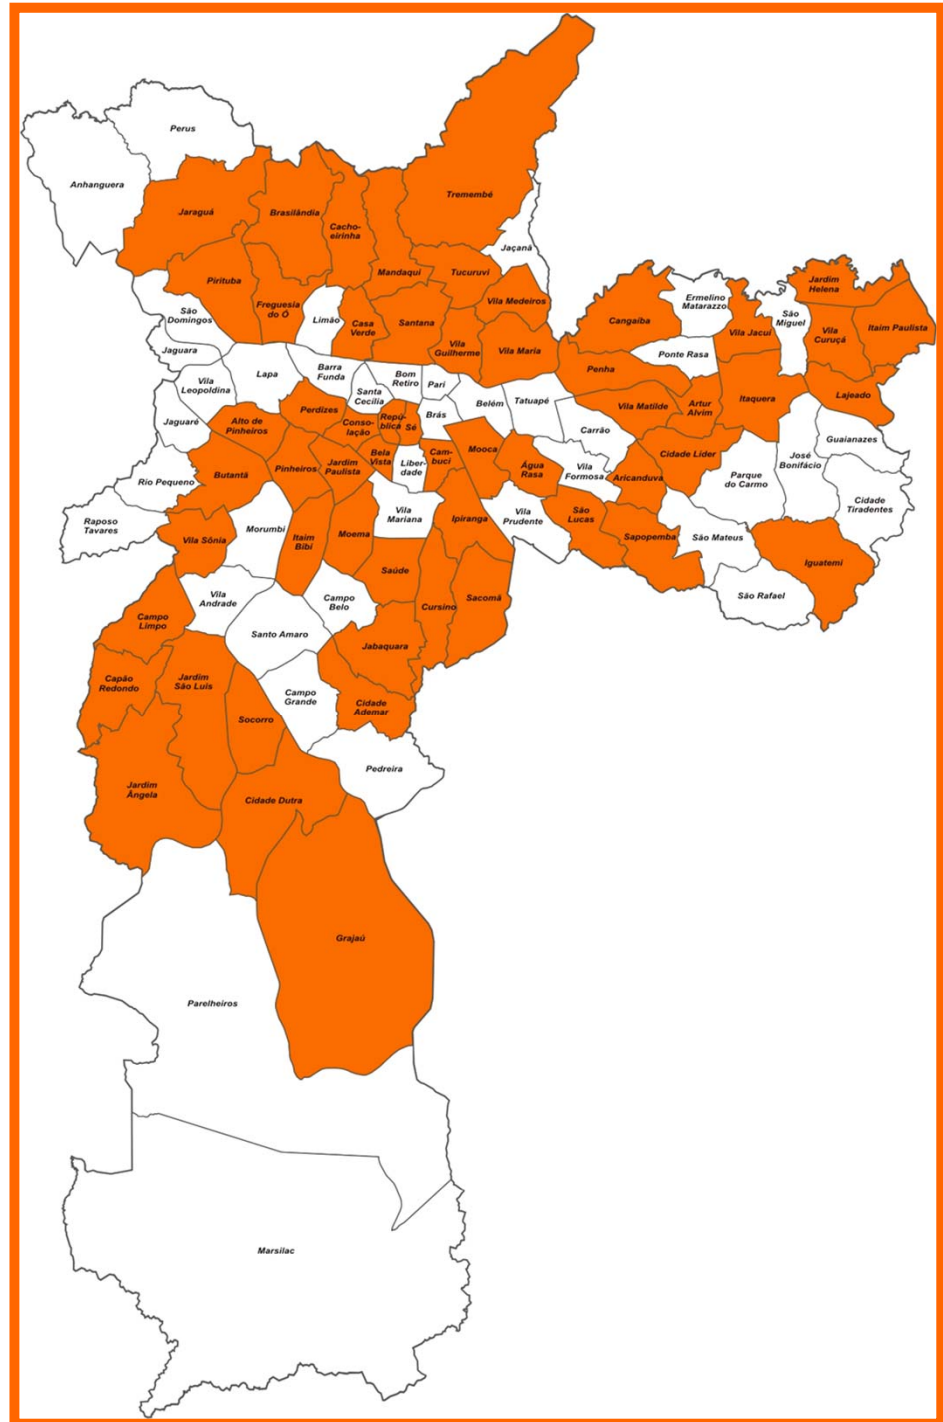 Perus
Anhanguera
Tremembé
Jaraguá
Brasilândia
Cacho-
eirinha
Jaçanã
Mandaqui
Tucuruvi
Pirituba
Jardim
Helena
Vila Medeiros
Ermelino
Matarazzo
Freguesia
do Ó
São
Domingos
Limão
Casa
Verde
Santana
Cangaíba
São
Miguel
Vila Jacuí
Vila
Curuçá
Itaim Paulista
Jaguara
Vila
Guilherme
Vila Maria
Ponte Rasa
Lapa
Barra
Funda
Bom
Retiro
Pari
Penha
Vila
Leopoldina
Santa
Cecília
Belém
Tatuapé
Vila Matilde
Artur
Alvim
Itaquera
Lajeado
Jaguaré
Alto de
Pinheiros
Perdizes
Conso-
lação
Repú-
blica
Sé
Brás
Carrão
Guaianazes
Cidade Líder
José
Bonifácio
Rio Pequeno
Butantã
Pinheiros
Jardim
Paulista
Bela
Vista
Liber-
dade
Cam-
buci
Mooca
Água
Rasa
Vila
Formosa
Aricanduva
Parque
do Carmo
Cidade
Tiradentes
Raposo
Tavares
Vila Sônia
Morumbi
Itaim
Bibi
Moema
Vila
Mariana
Ipiranga
Vila
Prudente
São
Lucas
Sapopemba
São Mateus
Iguatemi
Saúde
São Rafael
Vila
Andrade
Campo
Belo
Cursino
Sacomã
Campo
Limpo
Santo Amaro
Jabaquara
Capão
Redondo
Jardim
São Luis
Campo
Grande
Cidade
Ademar
Socorro
Pedreira
Jardim
Ângela
Cidade Dutra
Grajaú
Parelheiros
Marsilac